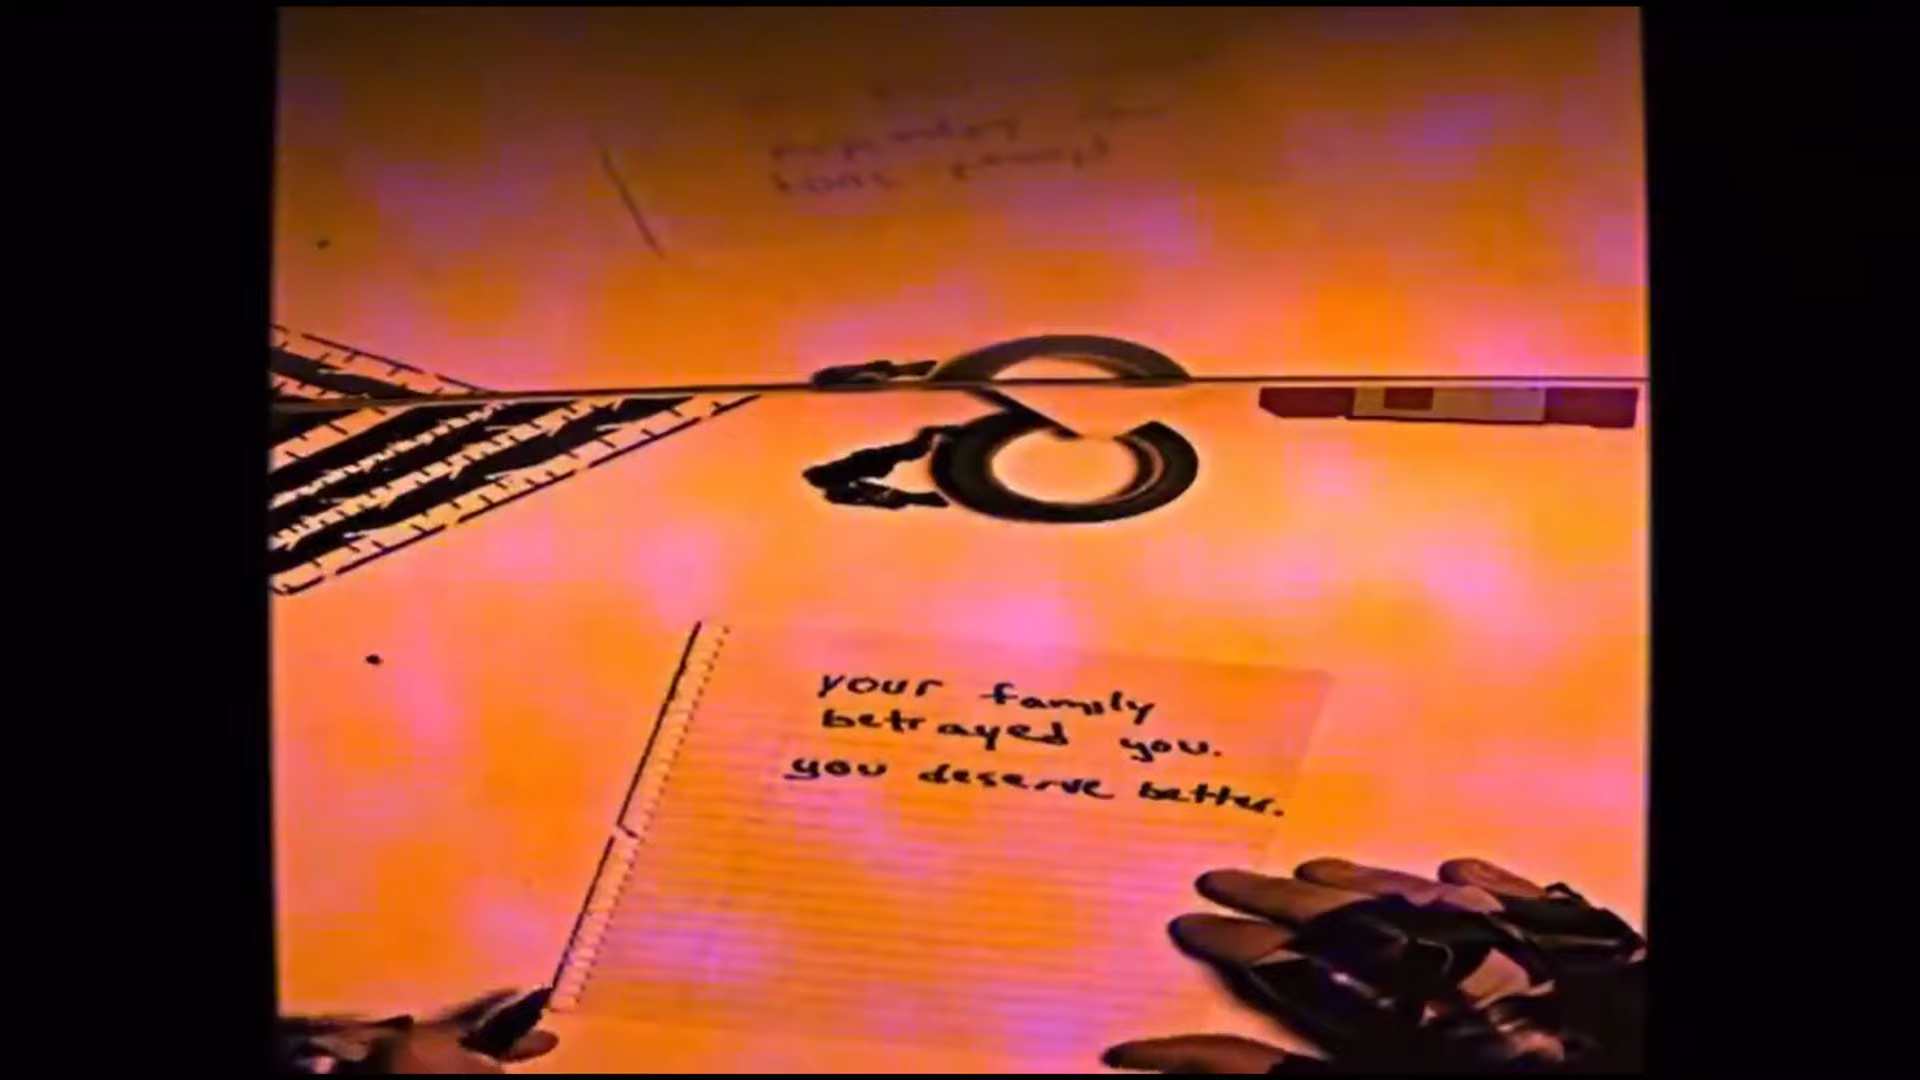 your family
betrayed you.
you deserve better.